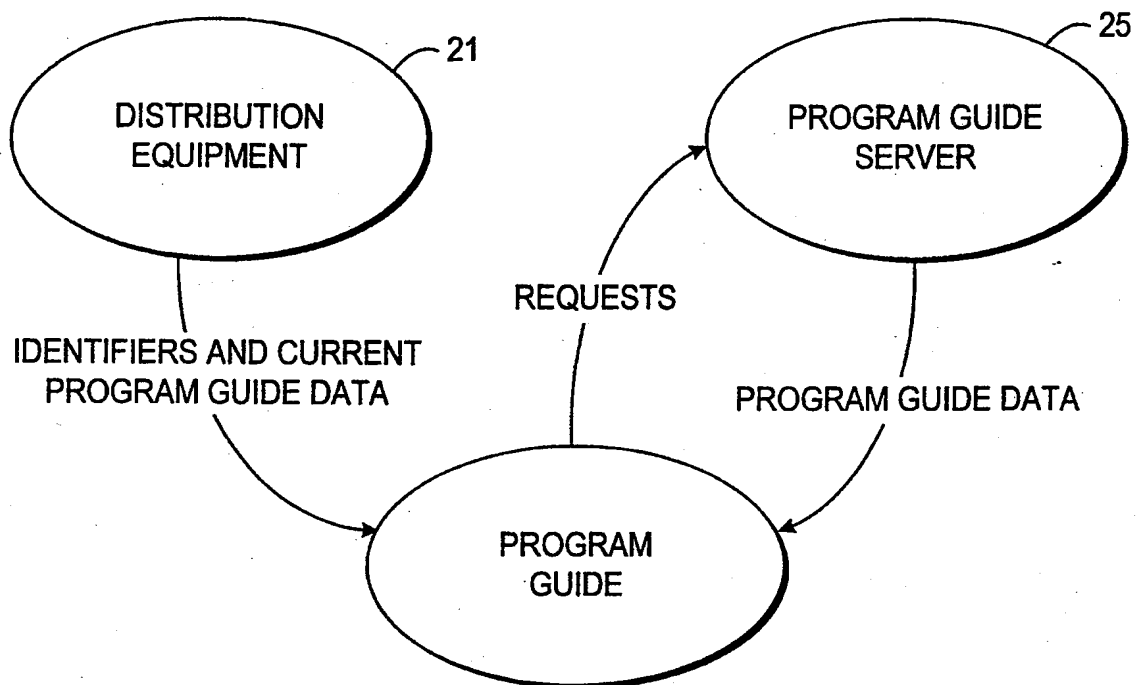 21
DISTRIBUTION
EQUIPMENT
25
PROGRAM GUIDE
SERVER
REQUESTS
IDENTIFIERS AND CURRENT
PROGRAM GUIDE DATA
PROGRAM GUIDE DATA
PROGRAM
GUIDE